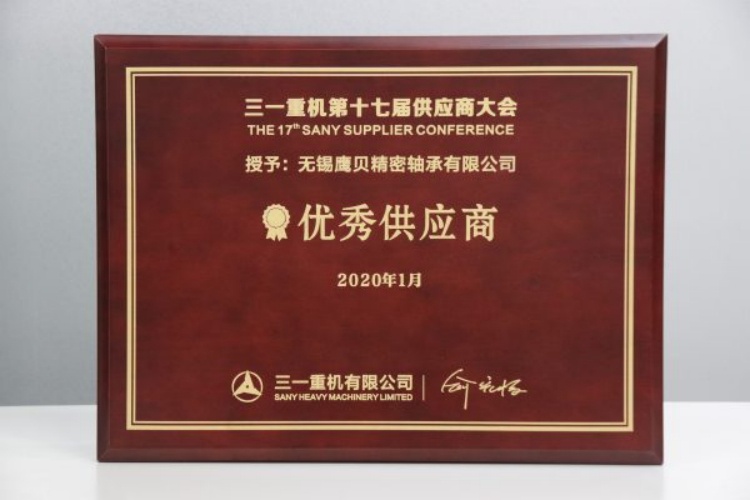 三一重机第十七届供应商大会
THE 17th SANY SUPPLIER CONFERENCE
授予：无锡鹰贝精密轴承有限公司
优秀供应商
2020年1月
三一重机有限公司
SANY HEAVY MACHINERY LIMITED